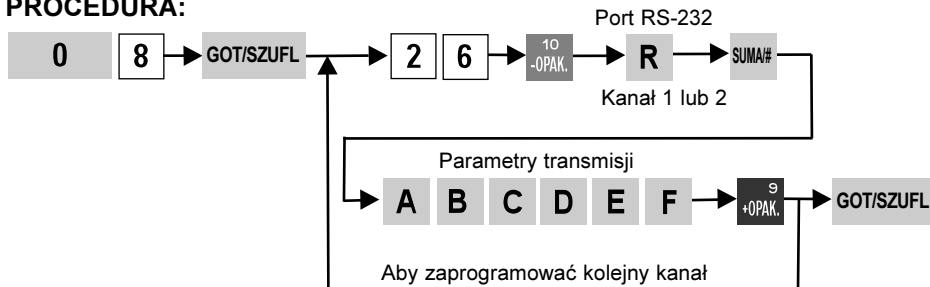 PROCEDURA:
Port RS-232
0 8 GOT/SZUFL 2 6 10 -OPAK. R SUMA/#
Kanał 1 lub 2
Parametry transmisji
A B C D E F 9 +OPAK. GOT/SZUFL
Aby zaprogramować kolejny kanał